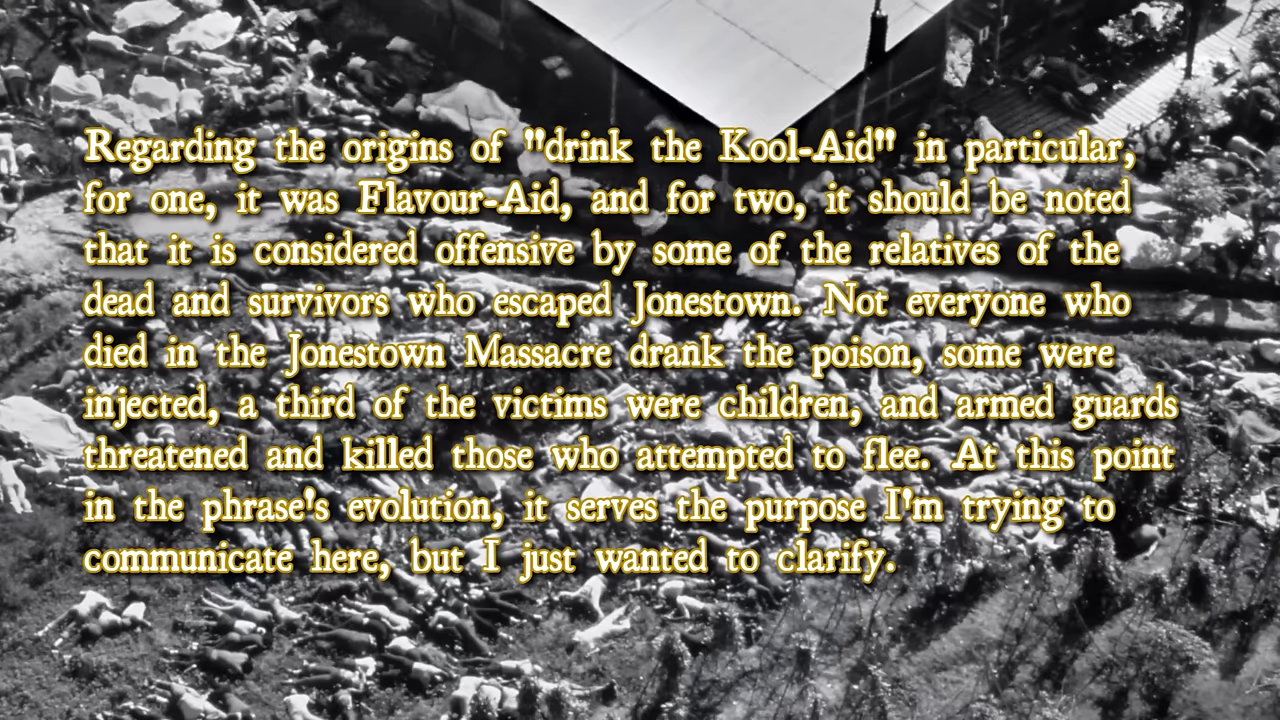 Regarding the origins of "drink the Kool-Aid" in particular,
for one, it was Flavour-Aid, and for two, it should be noted
that it is considered offensive by some of the relatives of the
dead and survivors who escaped Jonestown. Not everyone who
died in the Jonestown Massacre drank the poison, some were
injected, a third of the victims were children, and armed guards
threatened and killed those who attempted to flee. At this point
in the phrase's evolution, it serves the purpose I'm trying to
communicate here, but I just wanted to clarify.